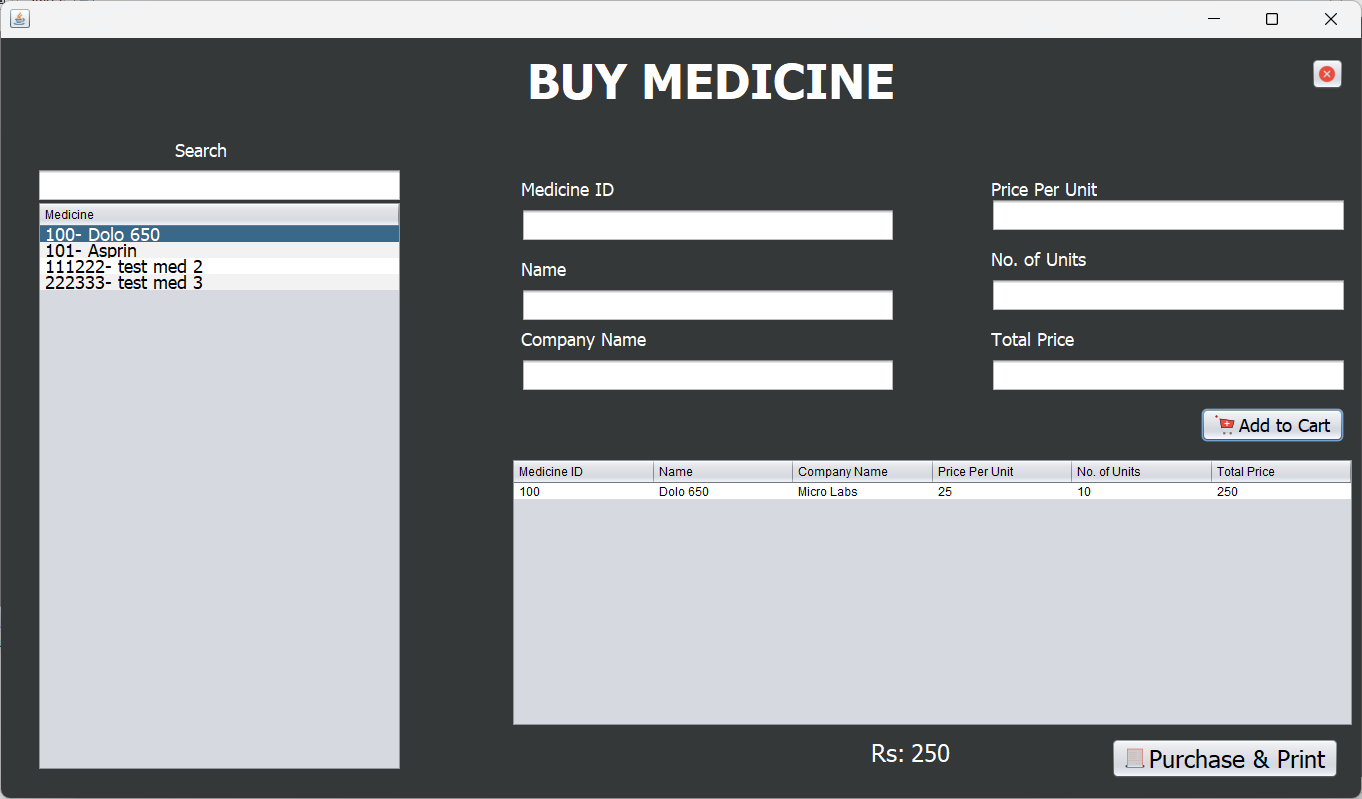 BUY MEDICINE
Search
Medicine
100- Dolo 650
101- Asprin
111222- test med 2
222333- test med 3
Medicine ID
Name
Company Name
Price Per Unit
No. of Units
Total Price
Add to Cart
Medicine ID Name Company Name Price Per Unit No. of Units Total Price
100 Dolo 650 Micro Labs 25 10 250
Rs: 250
Purchase & Print